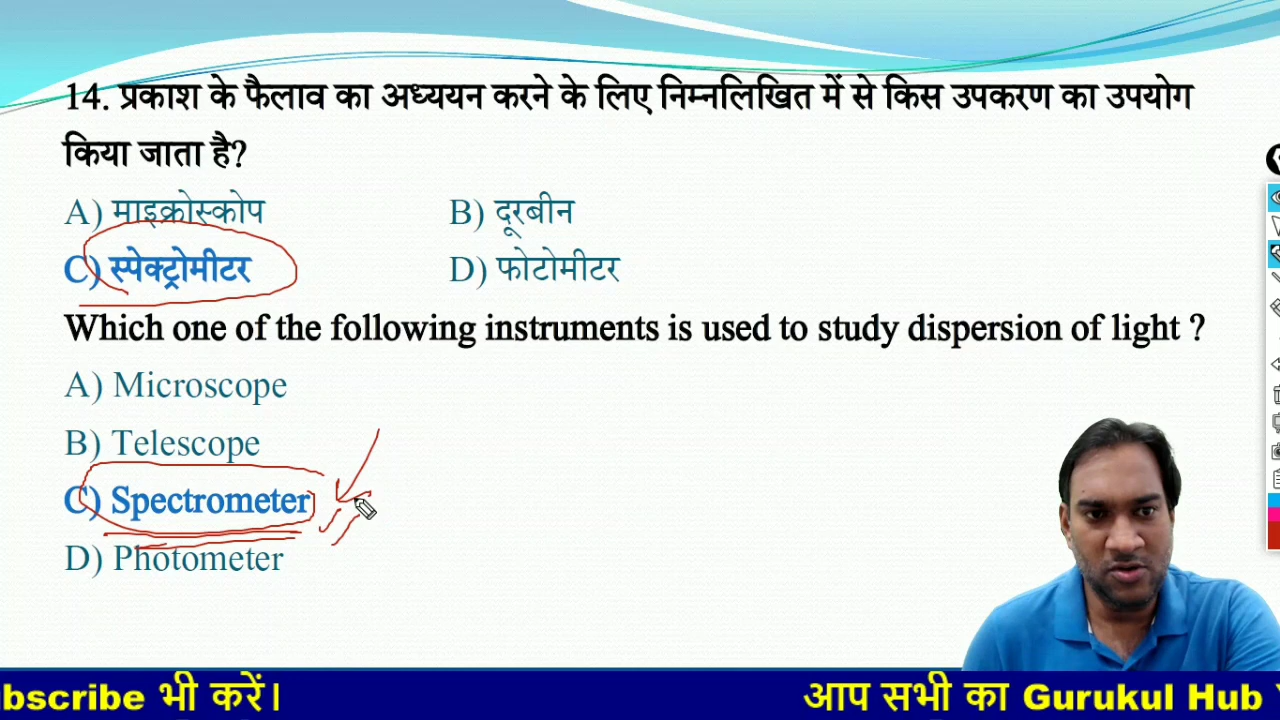 14. प्रकाश के फैलाव का अध्ययन करने के लिए निम्नलिखित में से किस उपकरण का उपयोग
किया जाता है?
A) माइक्रोस्कोप B) दूरबीन
C) स्पेक्ट्रोमीटर D) फोटोमीटर
Which one of the following instruments is used to study dispersion of light ?
A) Microscope
B) Telescope
C) Spectrometer
D) Photometer
bscribe भी करें। आप सभी का Gurukul Hub